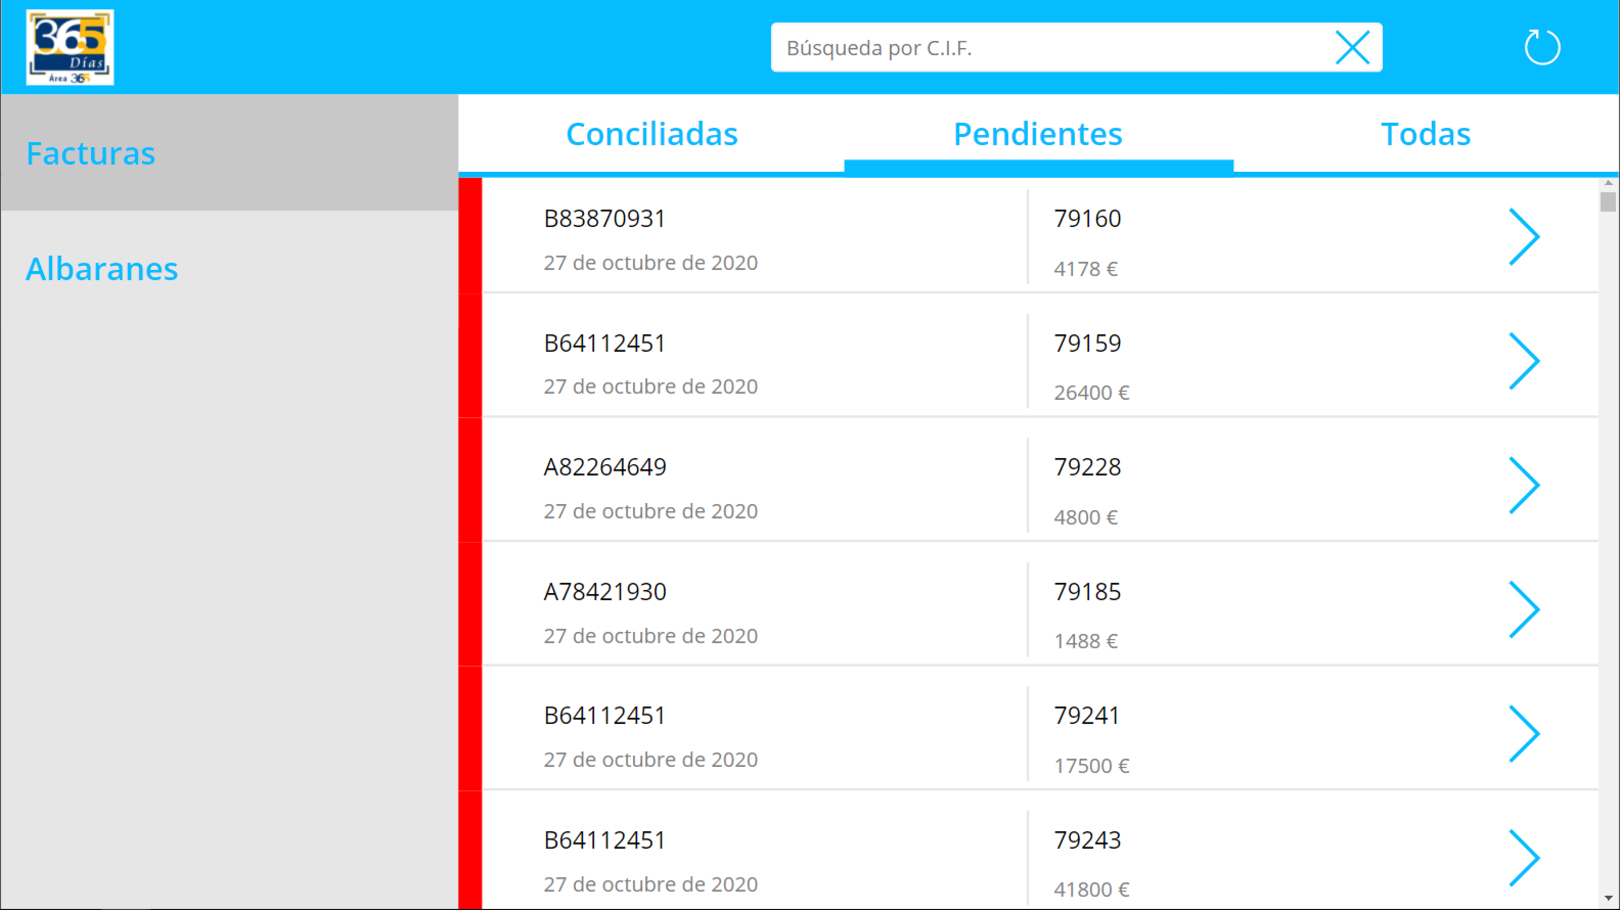 365
Días
Área 365
Búsqueda por C.I.F.
Facturas
Albaranes
Conciliadas
Pendientes
Todas
B83870931
27 de octubre de 2020
79160
4178 €
B64112451
27 de octubre de 2020
79159
26400 €
A82264649
27 de octubre de 2020
79228
4800 €
A78421930
27 de octubre de 2020
79185
1488 €
B64112451
27 de octubre de 2020
79241
17500 €
B64112451
27 de octubre de 2020
79243
41800 €